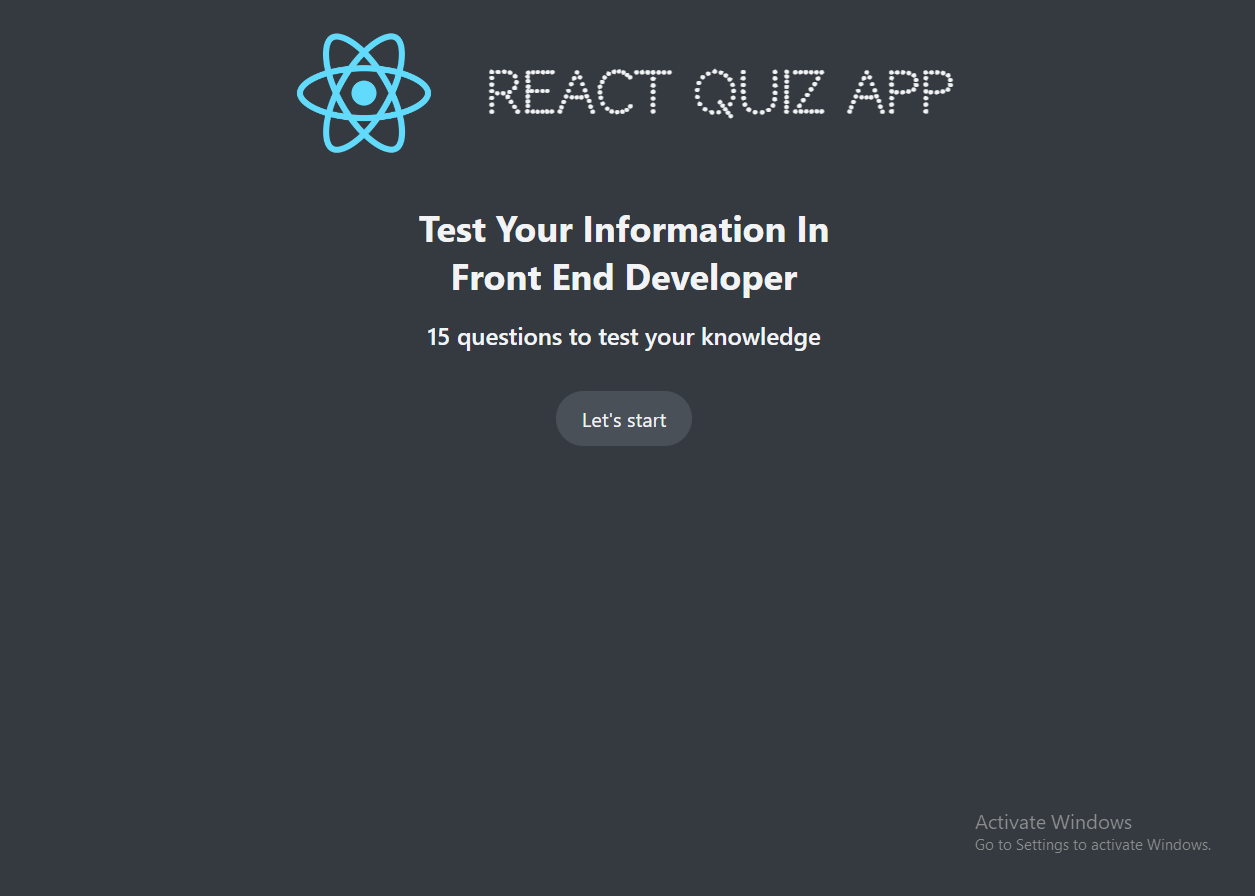 REACT QUIZ APP
Test Your Information In
Front End Developer
15 questions to test your knowledge
Let's start
Activate Windows
Go to Settings to activate Windows.